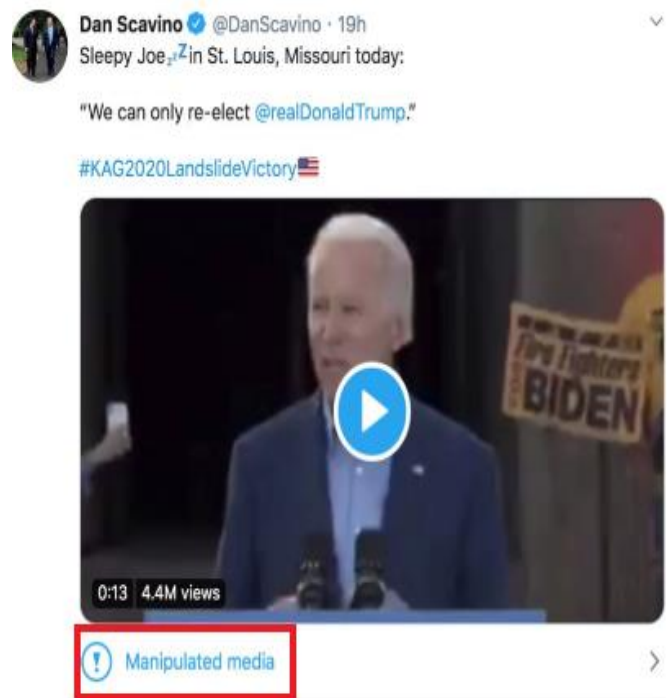 Dan Scavino @DanScavino · 19h
Sleepy Joe💤in St. Louis, Missouri today:
“We can only re-elect @realDonaldTrump.”
#KAG2020LandslideVictory🇺🇸
Fire Fighters
FOR BIDEN
0:13 4.4M views
Manipulated media